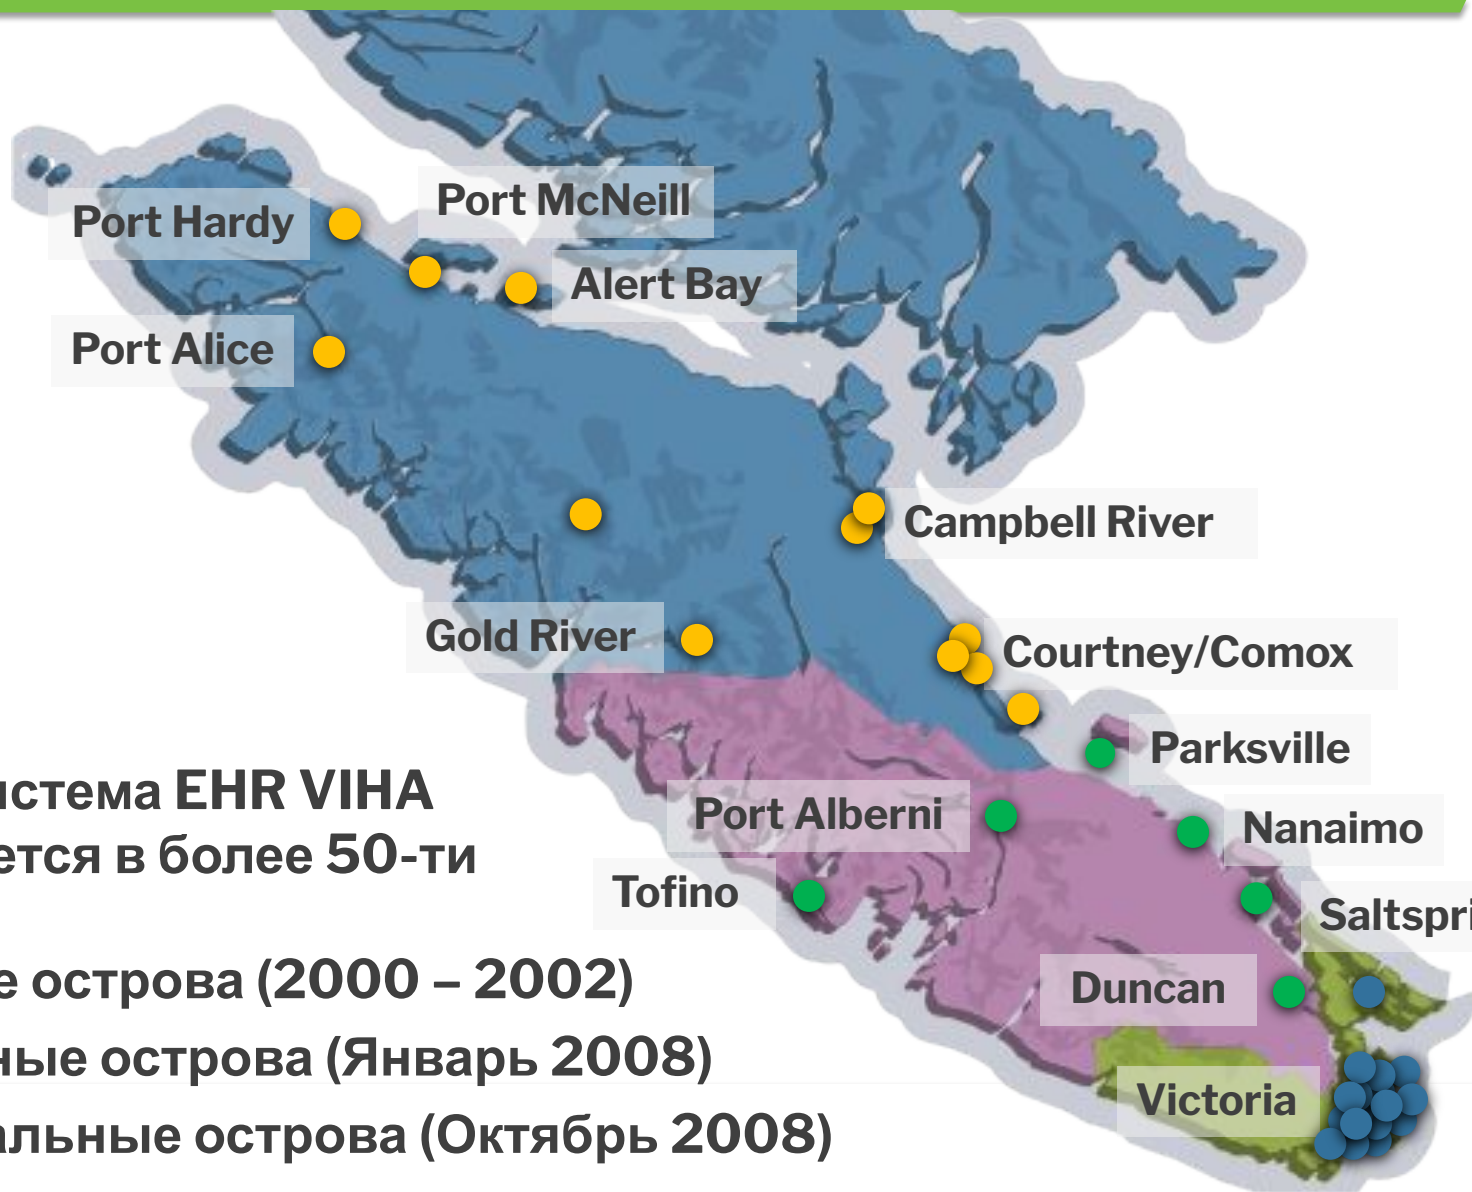 Port McNeill
Port Hardy
Alert Bay
Port Alice
Campbell River
Gold River
Courtney/Comox
Parksville
истема EHR VIHA
Port Alberni
Nanaimo
ется в более 50-ти
Tofino
Saltspri
е острова (2000 – 2002)
Duncan
ные острова (Январь 2008)
Victoria
альные острова (Октябрь 2008)